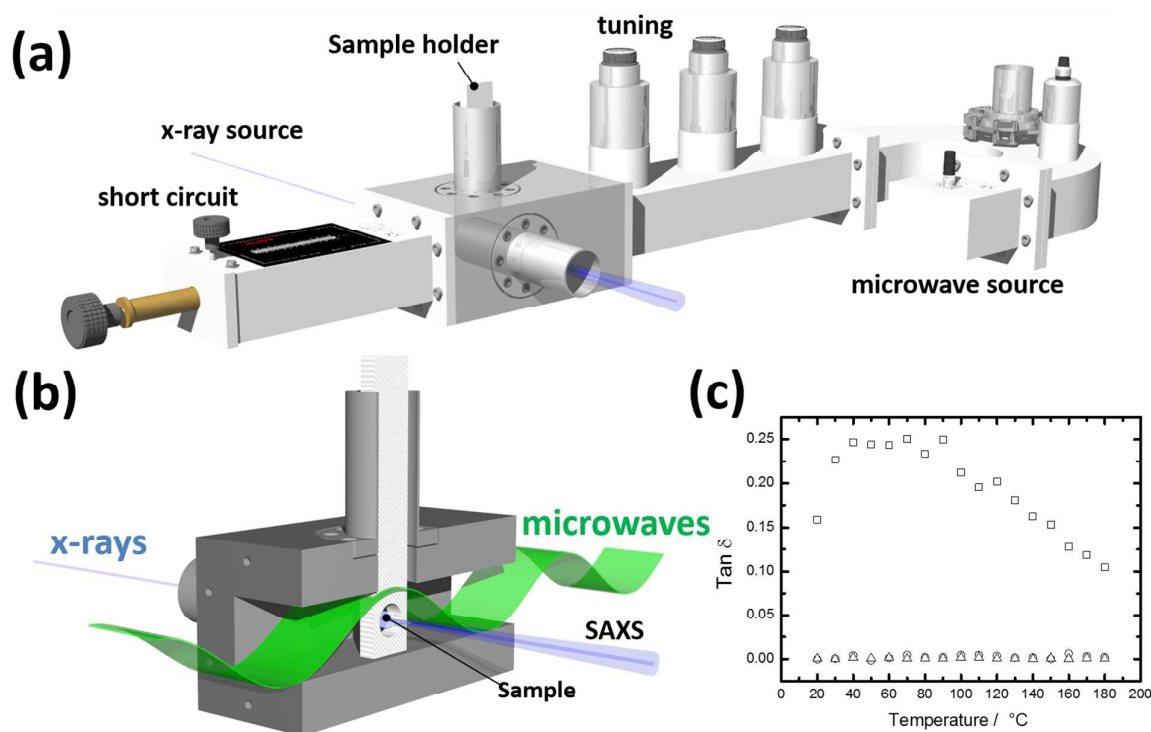 (a)
tuning
Sample holder
x-ray source
short circuit
microwave source
(b)
(c)
x-rays
microwaves
SAXS
Sample
0.25
0.20
0.15
0.10
0.05
0.00
Tan δ
20 40 60 80 100 120 140 160 180 200
Temperature / °C